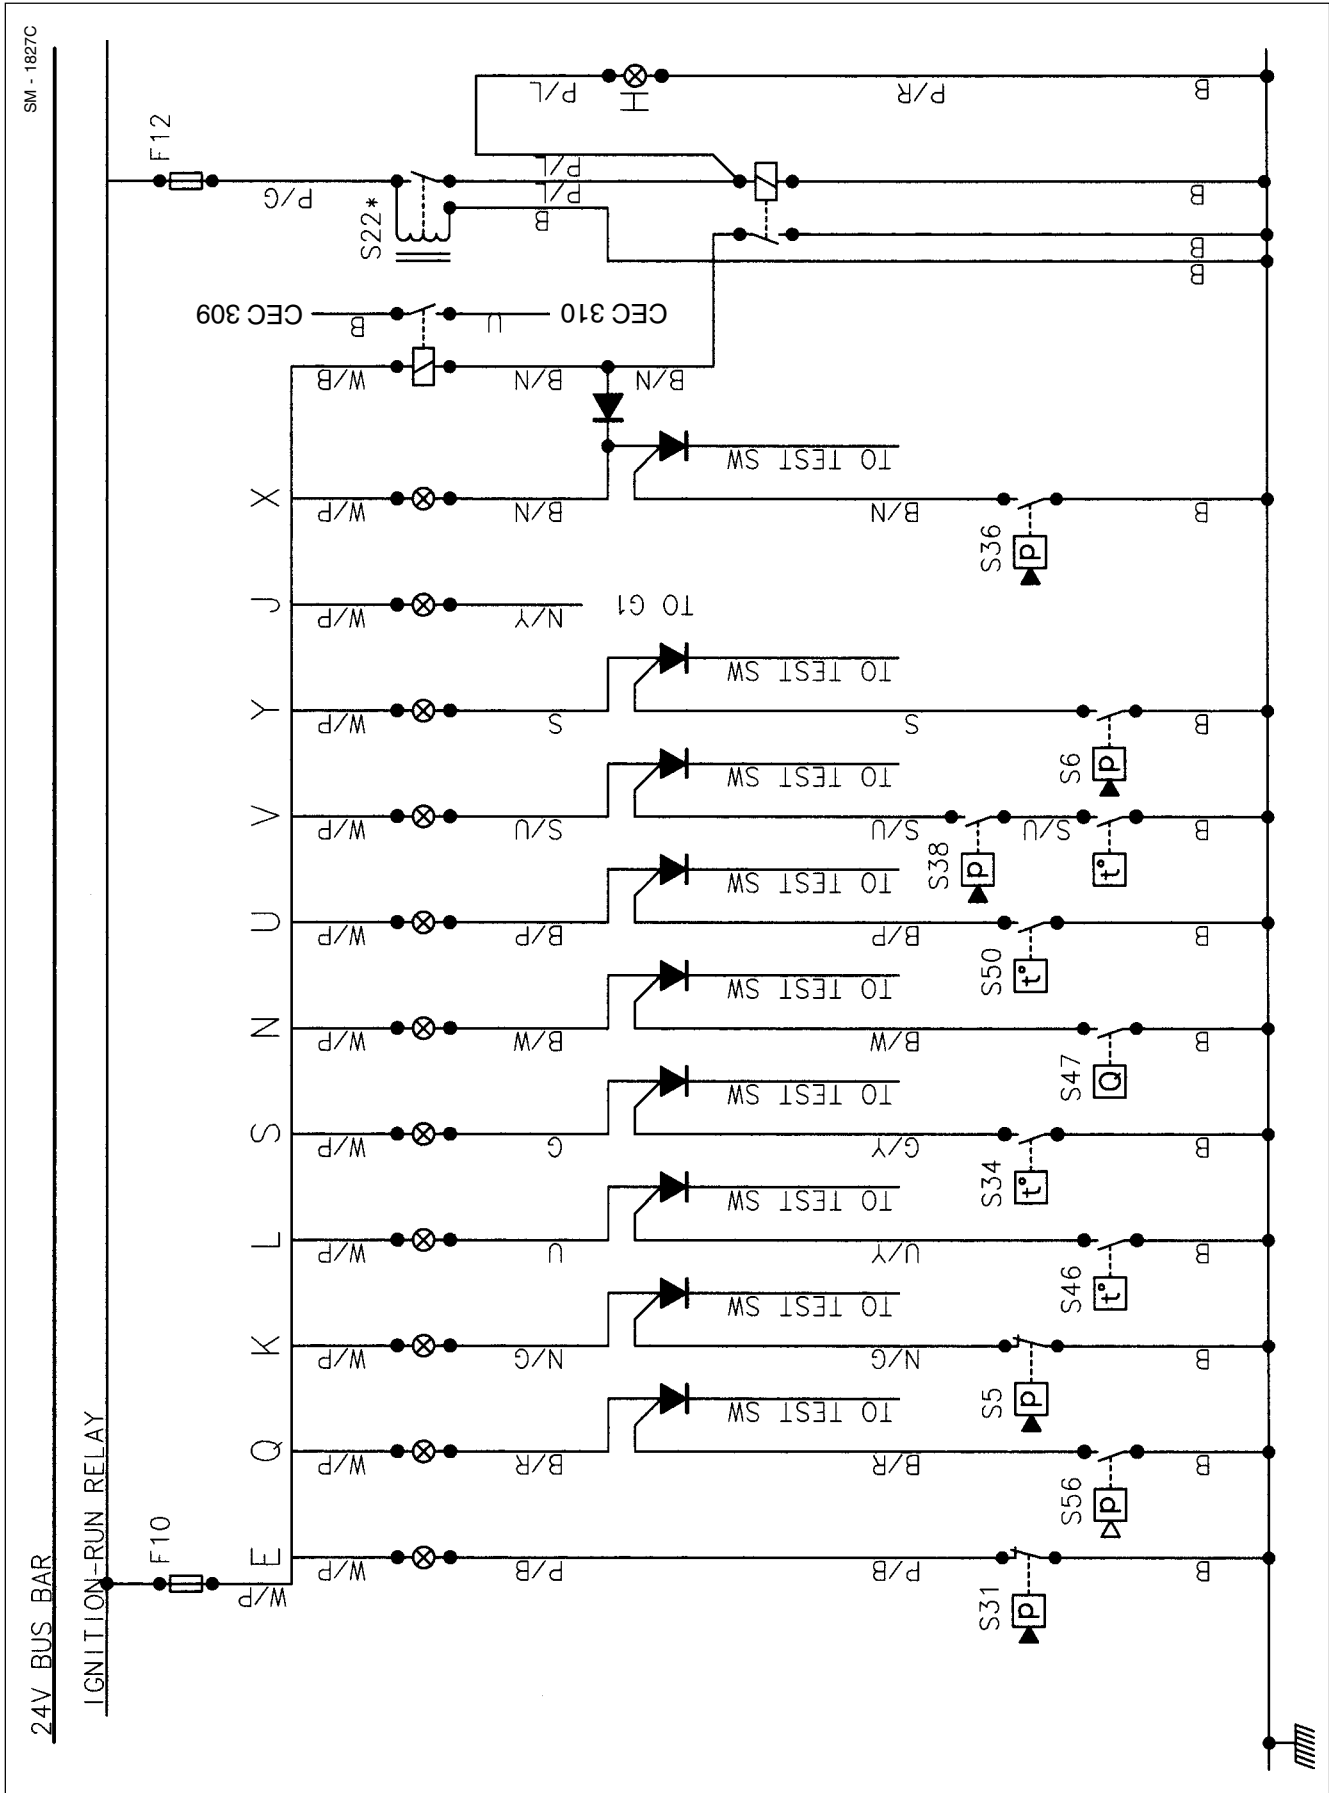 SM - 1827C
24V BUS BAR
IGNITION-RUN RELAY
F10
W/P
E
W/P
P/B
P/B
S31
p
B
Q
W/P
B/R
TO TEST SW
B/R
S56
p
B
K
W/P
N/G
TO TEST SW
N/G
S5
p
B
L
W/P
U
TO TEST SW
U/Y
S46
t°
B
S
W/P
G
TO TEST SW
G/Y
S34
t°
B
N
W/P
B/W
TO TEST SW
B/W
S47
Q
B
U
W/P
B/P
TO TEST SW
B/P
S50
t°
B
V
W/P
S/U
TO TEST SW
S/U
S38
p
S/U
t°
B
Y
W/P
S
TO TEST SW
S
S6
p
B
J
W/P
N/Y
TO G1
X
W/P
B/N
TO TEST SW
B/N
S36
p
B
W/B
B/N
B/N
CEC 309
B
U
CEC 310
F12
P/G
S22*
B
P/L
P/L
B
B
B
P/L
H
P/R
B